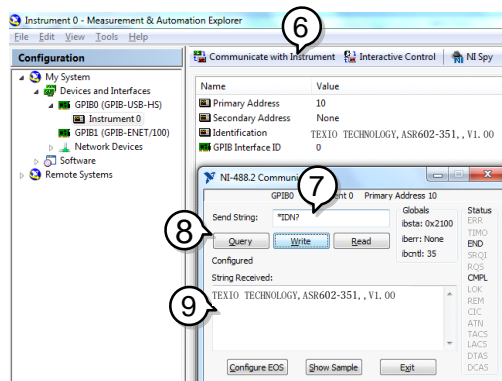 Instrument 0 - Measurement & Automation Explorer
File Edit View Tools Help
6
Configuration
Communicate with Instrument Interactive Control NI Spy
My System
Devices and Interfaces
GPIB0 (GPIB-USB-HS)
Instrument 0
GPIB1 (GPIB-ENET/100)
Network Devices
Software
Remote Systems
Name Value
Primary Address 10
Secondary Address None
Identification TEXIO TECHNOLOGY,ASR602-351,,V1.00
GPIB Interface ID 0
NI-488.2 Commun
7
GPIB0 ent 0 Primary Address 10
Send String: *IDN?
8
Query Write Read
Configured
Globals
ibsta: 0x2100
iberr: None
ibcntl: 35
Status
ERR
TIMO
END
SRQI
RQS
CMPL
LOK
REM
CIC
ATN
TACS
LACS
DTAS
DCAS
String Received:
9
TEXIO TECHNOLOGY,ASR602-351,,V1.00
Configure EOS Show Sample Exit